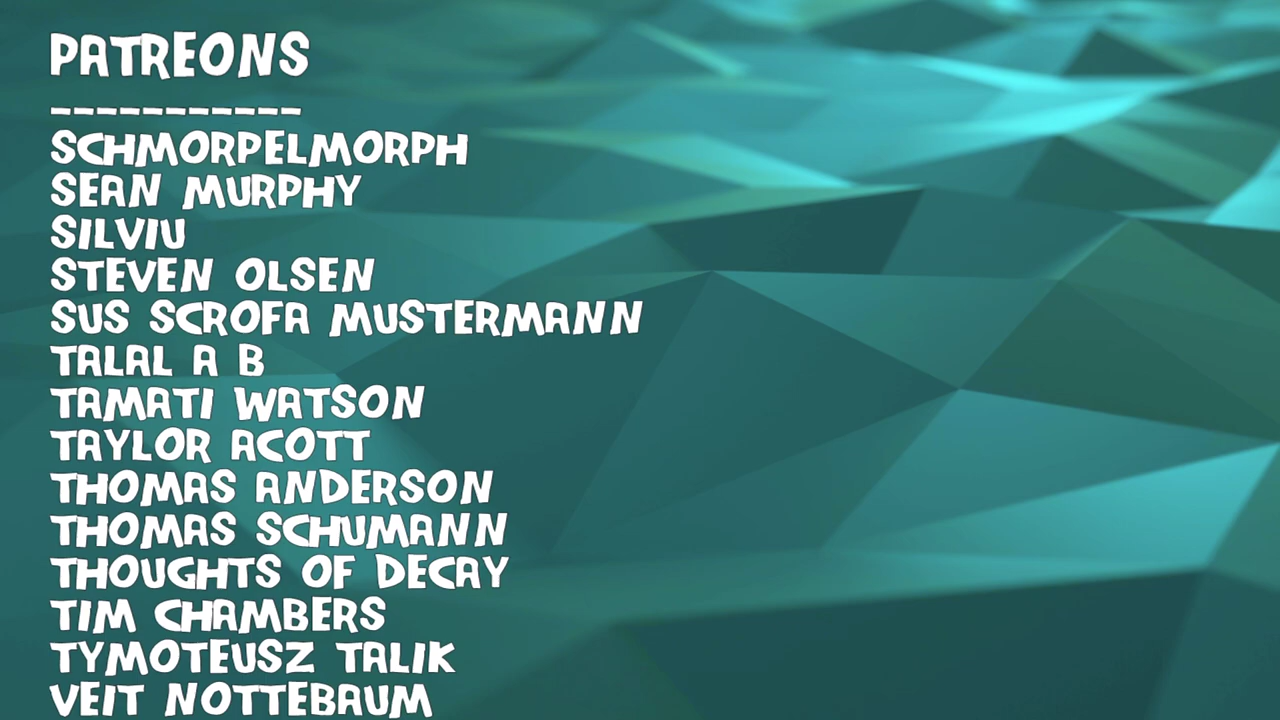 PATREONS
-----------
SCHMORPELMORPH
SEAN MURPHY
SILVIU
STEVEN OLSEN
SUS SCROFA MUSTERMANN
TALAL A B
TAMATI WATSON
TAYLOR ACOTT
THOMAS ANDERSON
THOMAS SCHUMANN
THOUGHTS OF DECAY
TIM CHAMBERS
TYMOTEUSZ TALIK
VEIT NOTTEBAUM